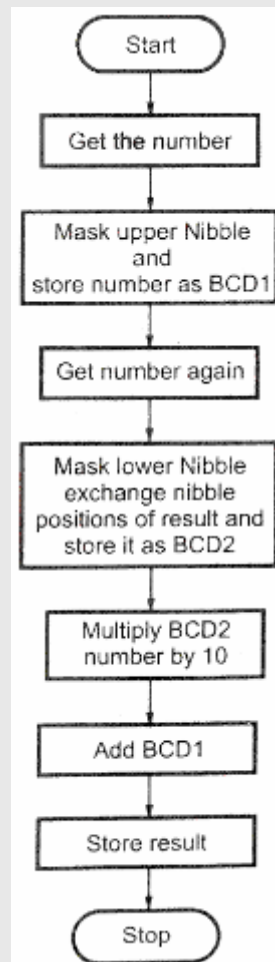 Start
Get the number
Mask upper Nibble
and
store number as BCD1
Get number again
Mask lower Nibble
exchange nibble
positions of result and
store it as BCD2
Multiply BCD2
number by 10
Add BCD1
Store result
Stop